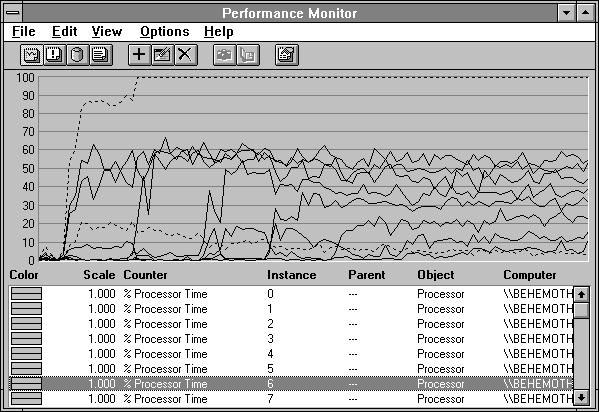 Performance Monitor
File Edit View Options Help
100
90
80
70
60
50
40
30
20
10
0
Color Scale Counter Instance Parent Object Computer
1.000 % Processor Time 0 --- Processor \\BEHEMOTH
1.000 % Processor Time 1 --- Processor \\BEHEMOTH
1.000 % Processor Time 2 --- Processor \\BEHEMOTH
1.000 % Processor Time 3 --- Processor \\BEHEMOTH
1.000 % Processor Time 4 --- Processor \\BEHEMOTH
1.000 % Processor Time 5 --- Processor \\BEHEMOTH
1.000 % Processor Time 6 --- Processor \\BEHEMOTH
1.000 % Processor Time 7 --- Processor \\BEHEMOTH